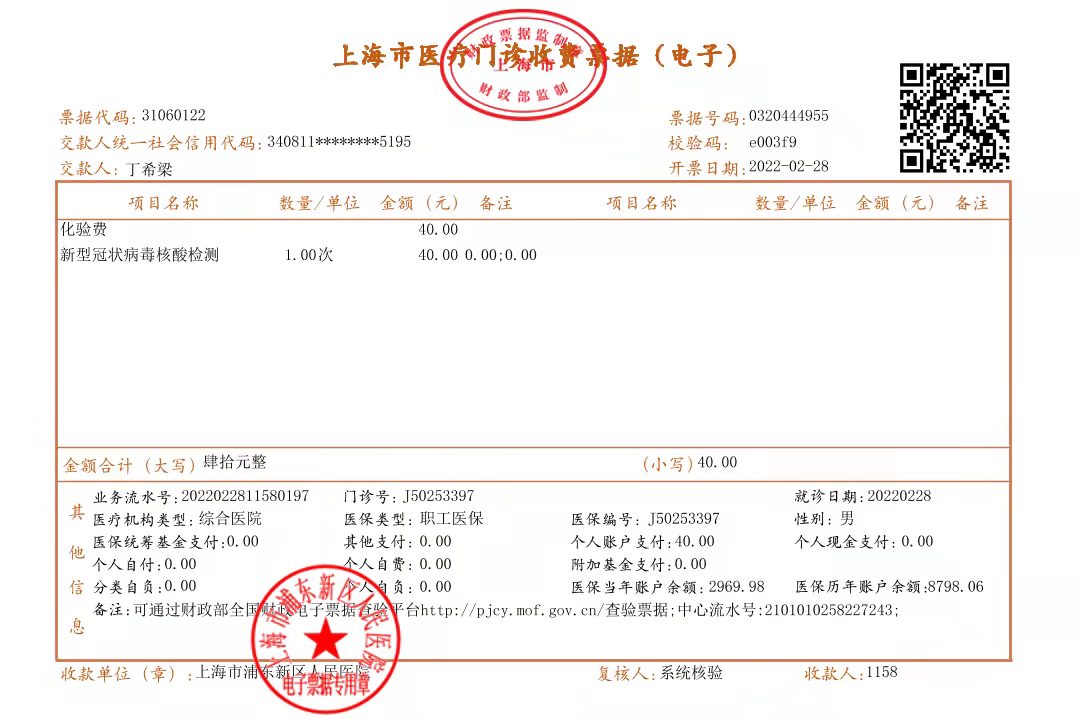 上海市医疗门诊收费票据（电子）
财政票据监制章
上海市
财政部监制
票据代码：31060122 票据号码：0320444955
交款人统一社会信用代码：340811********5195 校验码： e003f9
交款人：丁希梁 开票日期：2022-02-28
项目名称 数量/单位 金额（元） 备注 项目名称 数量/单位 金额（元） 备注
化验费 40.00
新型冠状病毒核酸检测 1.00次 40.00 0.00;0.00
金额合计（大写）肆拾元整 （小写）40.00
其他信息
业务流水号：2022022811580197 门诊号：J50253397 就诊日期：20220228
医疗机构类型：综合医院 医保类型：职工医保 医保编号：J50253397 性别：男
医保统筹基金支付：0.00 其他支付：0.00 个人账户支付：40.00 个人现金支付：0.00
个人自付：0.00 个人自费：0.00 附加基金支付：0.00
分类自负：0.00 个人自负：0.00 医保当年账户余额：2969.98 医保历年账户余额：8798.06
备注：可通过财政部全国财政电子票据查验平台http://pjcy.mof.gov.cn/查验票据;中心流水号:2101010258227243;
收款单位（章）：上海市浦东新区人民医院 复核人：系统核验 收款人：1158
上海市浦东新区人民医院
电子票据专用章